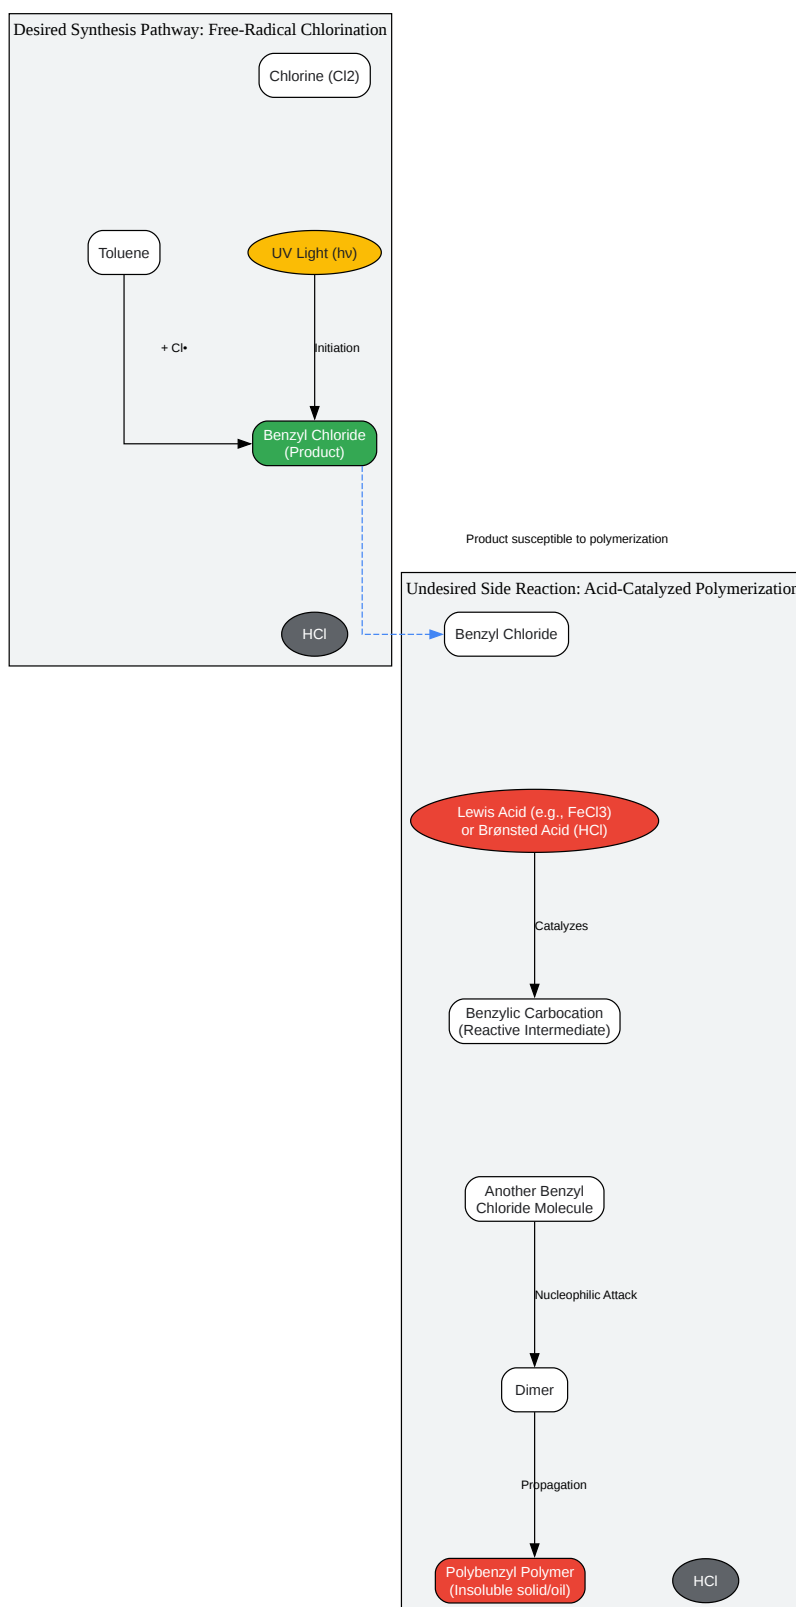 Desired Synthesis Pathway: Free-Radical Chlorination
Chlorine (Cl2)
Toluene
UV Light (hν)
+ Cl•
Initiation
Benzyl Chloride
(Product)
Product susceptible to polymerization
HCl
Undesired Side Reaction: Acid-Catalyzed Polymerization
Benzyl Chloride
Lewis Acid (e.g., FeCl3)
or Brønsted Acid (HCl)
Catalyzes
Benzylic Carbocation
(Reactive Intermediate)
Another Benzyl
Chloride Molecule
Nucleophilic Attack
Dimer
Propagation
Polybenzyl Polymer
(Insoluble solid/oil)
HCl